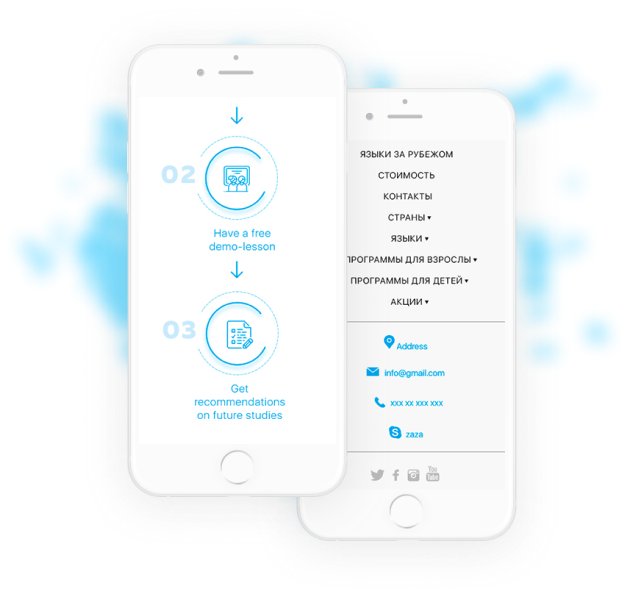 02
Have a free
demo-lesson
03
Get
recommendations
on future studies
ЯЗЫКИ ЗА РУБЕЖОМ
СТОИМОСТЬ
КОНТАКТЫ
СТРАНЫ ▾
ЯЗЫКИ ▾
ПРОГРАММЫ ДЛЯ ВЗРОСЛЫ ▾
ПРОГРАММЫ ДЛЯ ДЕТЕЙ ▾
АКЦИИ ▾
Address
info@gmail.com
xxx xx xxx xxx
zaza
You
Tube